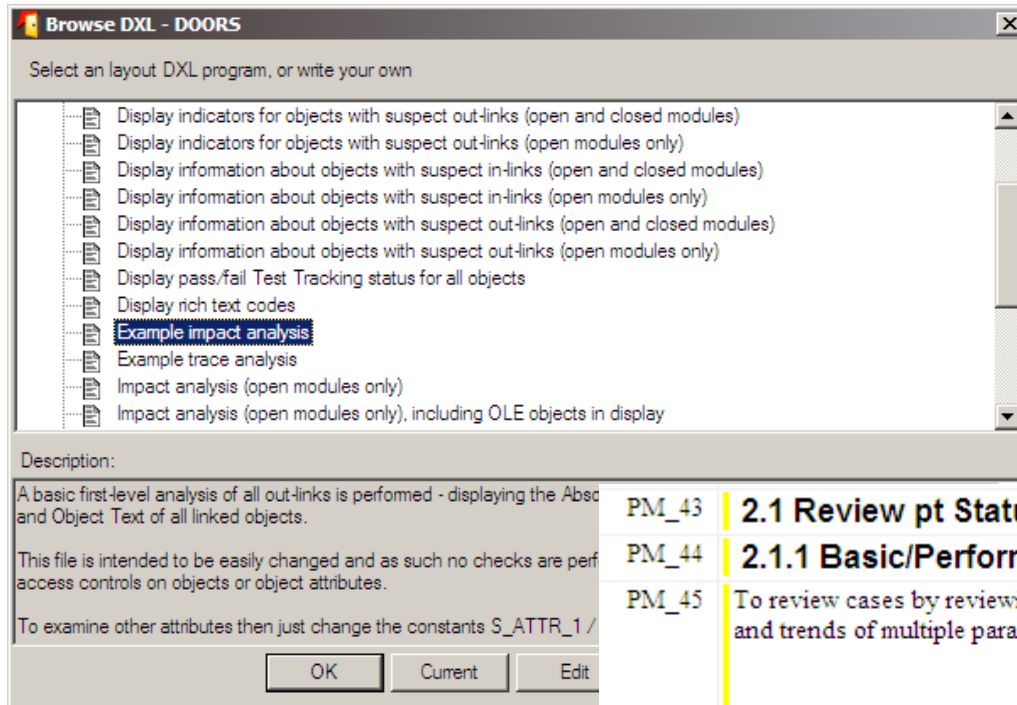 Browse DXL - DOORS
Select an layout DXL program, or write your own
Display indicators for objects with suspect out-links (open and closed modules)
Display indicators for objects with suspect out-links (open modules only)
Display information about objects with suspect in-links (open and closed modules)
Display information about objects with suspect in-links (open modules only)
Display information about objects with suspect out-links (open and closed modules)
Display information about objects with suspect out-links (open modules only)
Display pass/fail Test Tracking status for all objects
Display rich text codes
Example impact analysis
Example trace analysis
Impact analysis (open modules only)
Impact analysis (open modules only), including OLE objects in display
Description:
A basic first-level analysis of all out-links is performed - displaying the
and Object Text of all linked objects.
This file is intended to be easily changed and as such no checks are
access controls on objects or object attributes.
To examine other attributes then just change the constants S_ATTR_1 /
OK Current Edit
PM_43 2.1 Review pt
PM_44 2.1.1
PM_45 To review cases by
and trends of multiple